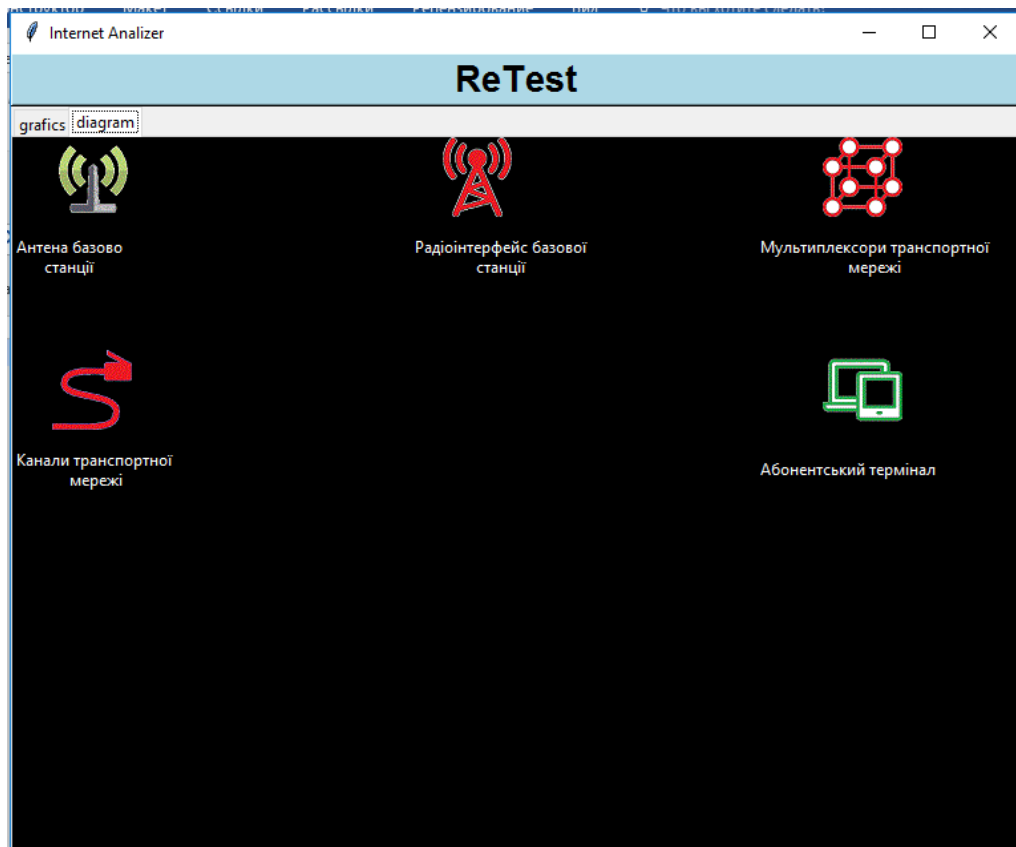 Internet Analizer
ReTest
grafics diagram
Антена базово
станції
Радіоінтерфейс базової
станції
Мультиплексори транспортної
мережі
Канали транспортної
мережі
Абонентський термінал